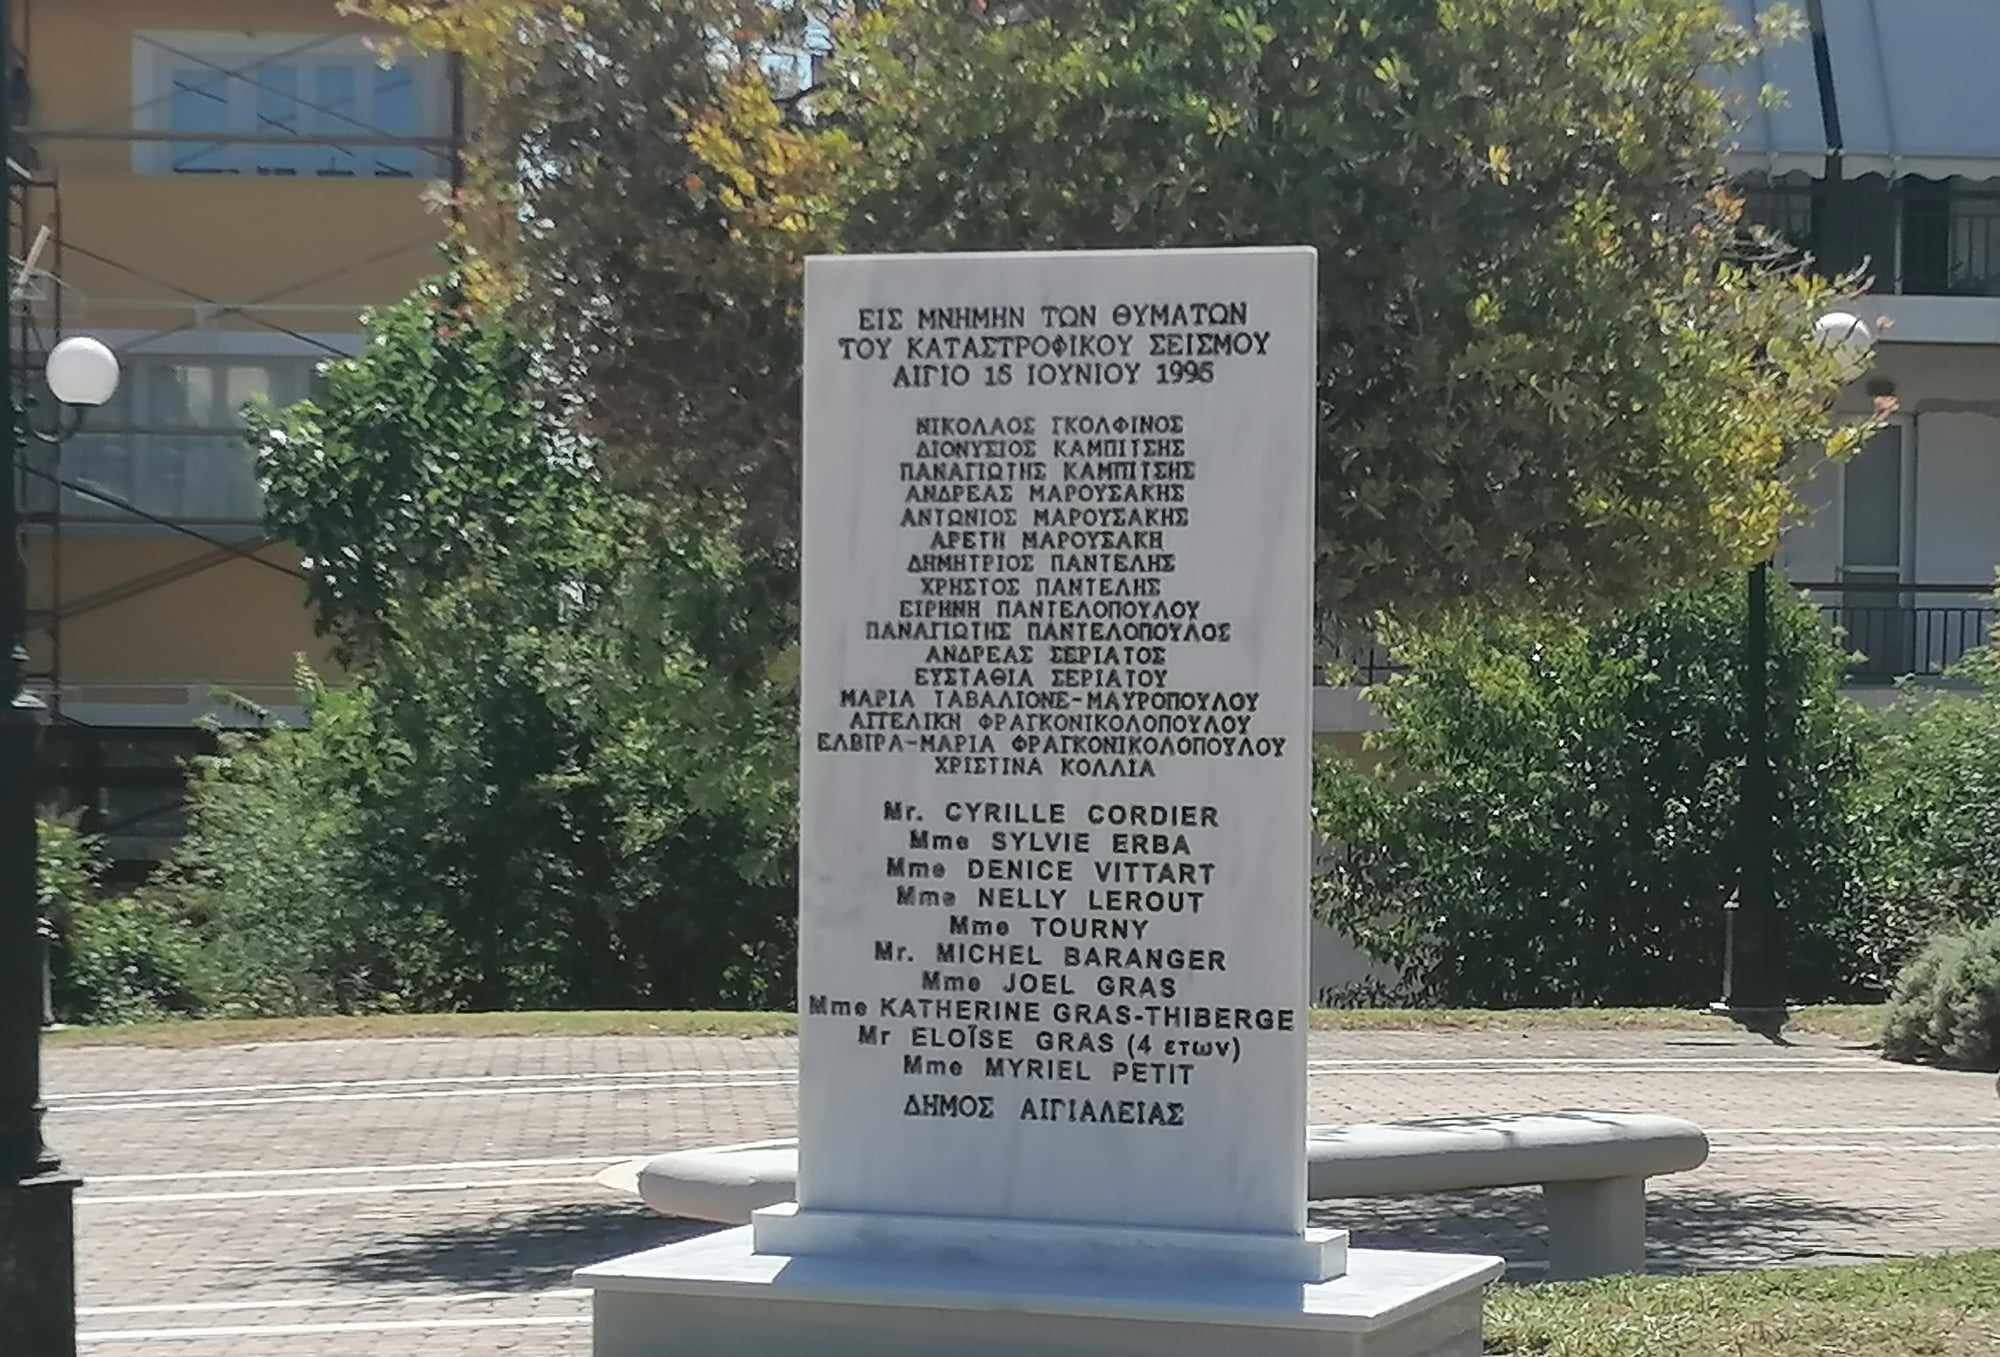 ΕΙΣ ΜΝΗΜΗΝ ΤΩΝ ΘΥΜΑΤΩΝ
ΤΟΥ ΚΑΤΑΣΤΡΟΦΙΚΟΥ ΣΕΙΣΜΟΥ
ΑΙΓΙΟ 15 ΙΟΥΝΙΟΥ 1995
ΝΙΚΟΛΑΟΣ ΓΚΟΛΦΙΝΟΣ
ΔΙΟΝΥΣΙΟΣ ΚΑΜΠΙΤΣΗΣ
ΠΑΝΑΓΙΩΤΗΣ ΚΑΜΠΙΤΣΗΣ
ΑΝΔΡΕΑΣ ΜΑΡΟΥΣΑΚΗΣ
ΑΝΤΩΝΙΟΣ ΜΑΡΟΥΣΑΚΗΣ
ΑΡΕΤΗ ΜΑΡΟΥΣΑΚΗ
ΔΗΜΗΤΡΙΟΣ ΠΑΝΤΕΛΗΣ
ΧΡΗΣΤΟΣ ΠΑΝΤΕΛΗΣ
ΕΙΡΗΝΗ ΠΑΝΤΕΛΟΠΟΥΛΟΥ
ΠΑΝΑΓΙΩΤΗΣ ΠΑΝΤΕΛΟΠΟΥΛΟΣ
ΑΝΔΡΕΑΣ ΣΕΡΙΑΤΟΣ
ΕΥΣΤΑΘΙΑ ΣΕΡΙΑΤΟΥ
ΜΑΡΙΑ ΤΑΒΑΛΙΟΝΕ-ΜΑΥΡΟΠΟΥΛΟΥ
ΑΓΓΕΛΙΚΗ ΦΡΑΓΚΟΝΙΚΟΛΟΠΟΥΛΟΥ
ΕΛΒΙΡΑ-ΜΑΡΙΑ ΦΡΑΓΚΟΝΙΚΟΛΟΠΟΥΛΟΥ
ΧΡΙΣΤΙΝΑ ΚΟΛΛΙΑ
Mr. CYRILLE CORDIER
Mme SYLVIE ERBA
Mme DENICE VITTART
Mme NELLY LEROUT
Mme TOURNY
Mr. MICHEL BARANGER
Mme JOEL GRAS
Mme KATHERINE GRAS-THIBERGE
Mr ELOÏSE GRAS (4 ετων)
Mme MYRIEL PETIT
ΔΗΜΟΣ ΑΙΓΙΑΛΕΙΑΣ